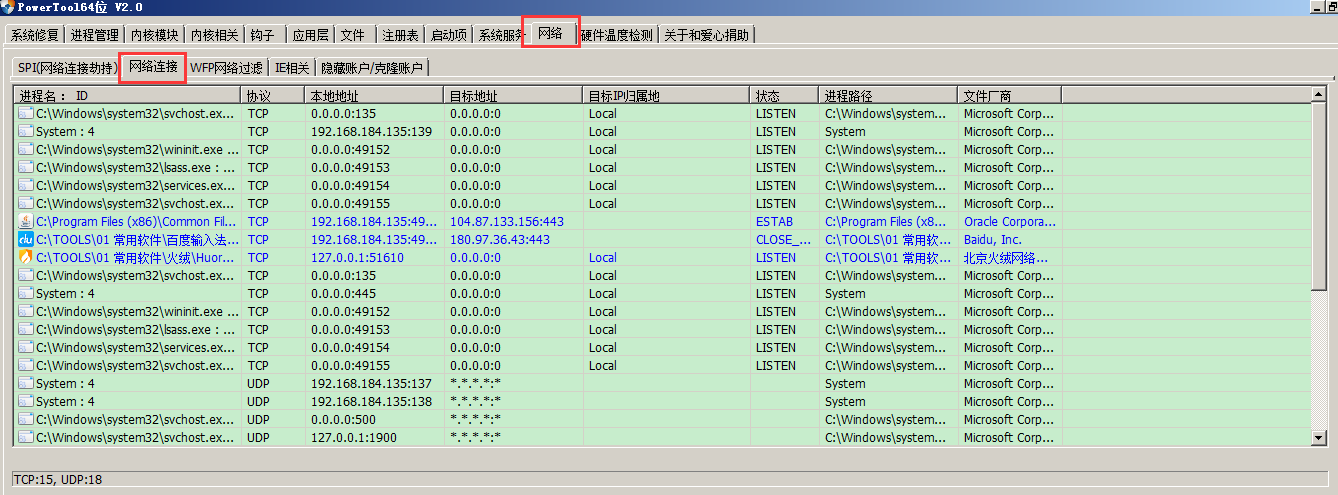 PowerTool64位 V2.0
系统修复 进程管理 内核模块 内核相关 钩子 应用层 文件 注册表 启动项 系统服务 网络 硬件温度检测 关于和爱心捐助
SPI(网络连接劫持) 网络连接 WFP网络过滤 IE相关 隐藏账户/克隆账户
进程名： ID 协议 本地地址 目标地址 目标IP归属地 状态 进程路径 文件厂商
C:\Windows\system32\svchost.ex... TCP 0.0.0.0:135 0.0.0.0:0 Local LISTEN C:\Windows\system... Microsoft Corp...
System : 4 TCP 192.168.184.135:139 0.0.0.0:0 Local LISTEN System Microsoft Corp...
C:\Windows\system32\wininit.exe ... TCP 0.0.0.0:49152 0.0.0.0:0 Local LISTEN C:\Windows\system... Microsoft Corp...
C:\Windows\system32\lsass.exe : ... TCP 0.0.0.0:49153 0.0.0.0:0 Local LISTEN C:\Windows\system... Microsoft Corp...
C:\Windows\system32\services.ex... TCP 0.0.0.0:49154 0.0.0.0:0 Local LISTEN C:\Windows\system... Microsoft Corp...
C:\Windows\system32\svchost.ex... TCP 0.0.0.0:49155 0.0.0.0:0 Local LISTEN C:\Windows\system... Microsoft Corp...
C:\Program Files (x86)\Common Fil... TCP 192.168.184.135:49... 104.87.133.156:443 ESTAB C:\Program Files (x8... Oracle Corpora...
C:\TOOLS\01 常用软件\百度输入法... TCP 192.168.184.135:49... 180.97.36.43:443 CLOSE_... C:\TOOLS\01 常用软... Baidu, Inc.
C:\TOOLS\01 常用软件\火绒\Huor... TCP 127.0.0.1:51610 0.0.0.0:0 Local LISTEN C:\TOOLS\01 常用软... 北京火绒网络...
C:\Windows\system32\svchost.ex... TCP 0.0.0.0:135 0.0.0.0:0 Local LISTEN C:\Windows\system... Microsoft Corp...
System : 4 TCP 0.0.0.0:445 0.0.0.0:0 Local LISTEN System Microsoft Corp...
C:\Windows\system32\wininit.exe ... TCP 0.0.0.0:49152 0.0.0.0:0 Local LISTEN C:\Windows\system... Microsoft Corp...
C:\Windows\system32\lsass.exe : ... TCP 0.0.0.0:49153 0.0.0.0:0 Local LISTEN C:\Windows\system... Microsoft Corp...
C:\Windows\system32\services.ex... TCP 0.0.0.0:49154 0.0.0.0:0 Local LISTEN C:\Windows\system... Microsoft Corp...
C:\Windows\system32\svchost.ex... TCP 0.0.0.0:49155 0.0.0.0:0 Local LISTEN C:\Windows\system... Microsoft Corp...
System : 4 UDP 192.168.184.135:137 *.*.*.*:* System Microsoft Corp...
System : 4 UDP 192.168.184.135:138 *.*.*.*:* System Microsoft Corp...
C:\Windows\system32\svchost.ex... UDP 0.0.0.0:500 *.*.*.*:* C:\Windows\system... Microsoft Corp...
C:\Windows\system32\svchost.ex... UDP 127.0.0.1:1900 *.*.*.*:* C:\Windows\system... Microsoft Corp...
TCP:15, UDP:18